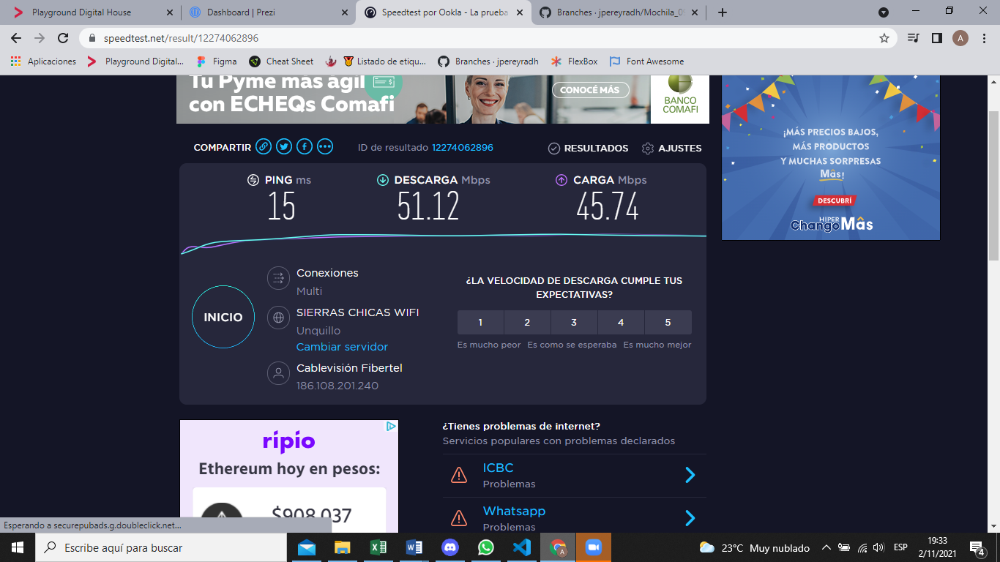 Playground Digital House
Dashboard | Prezi
Speedtest por Ookla - La prueba
Branches · jpereyradh/Mochila_09
speedtest.net/result/12274062896
A
Aplicaciones
Playground Digital...
Figma
Cheat Sheet
Listado de etiqu...
Branches · jpereyradh
FlexBox
Font Awesome
Tu Pyme más ágil
con ECHEQs Comafi
CONOCÉ MÁS
BANCO
COMAFI
¡MÁS PRECIOS BAJOS,
MÁS PRODUCTOS
Y MUCHAS SORPRESAS
Mâs!
DESCUBRÍ
HIPER
ChangoMâs
COMPARTIR
ID de resultado 12274062896
RESULTADOS
AJUSTES
PING ms
15
DESCARGA Mbps
51.12
CARGA Mbps
45.74
INICIO
Conexiones
Multi
SIERRAS CHICAS WIFI
Unquillo
Cambiar servidor
Cablevisión Fibertel
186.108.201.240
¿LA VELOCIDAD DE DESCARGA CUMPLE TUS
EXPECTATIVAS?
1 2 3 4 5
Es mucho peor Es como se esperaba Es mucho mejor
ripio
Ethereum hoy en pesos:
$908.037
¿Tienes problemas de internet?
Servicios populares con problemas declarados
ICBC
Problemas
Whatsapp
Problemas
Esperando a securepubads.g.doubleclick.net...
Escribe aquí para buscar
23°C Muy nublado
ESP
19:33
2/11/2021
4